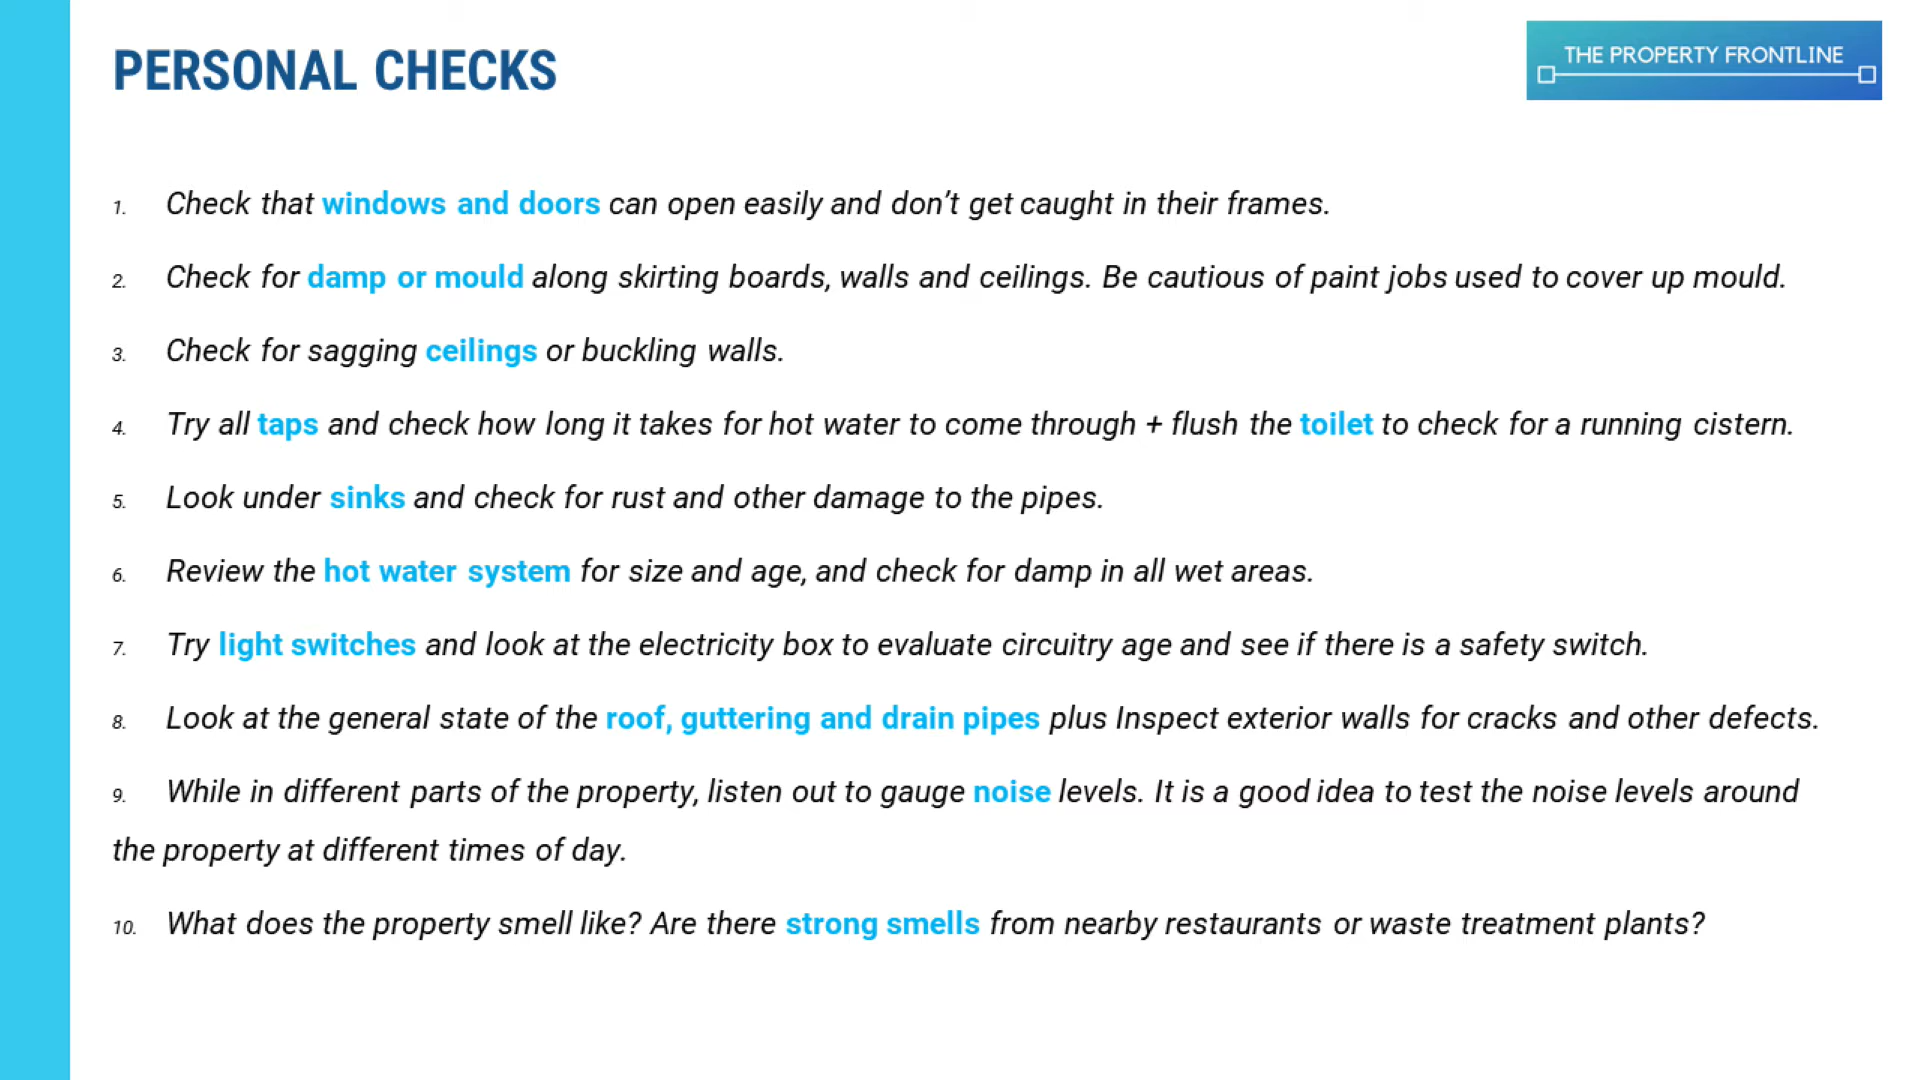 PERSONAL CHECKS
THE PROPERTY FRONTLINE
1. Check that windows and doors can open easily and don’t get caught in their frames.
2. Check for damp or mould along skirting boards, walls and ceilings. Be cautious of paint jobs used to cover up mould.
3. Check for sagging ceilings or buckling walls.
4. Try all taps and check how long it takes for hot water to come through + flush the toilet to check for a running cistern.
5. Look under sinks and check for rust and other damage to the pipes.
6. Review the hot water system for size and age, and check for damp in all wet areas.
7. Try light switches and look at the electricity box to evaluate circuitry age and see if there is a safety switch.
8. Look at the general state of the roof, guttering and drain pipes plus Inspect exterior walls for cracks and other defects.
9. While in different parts of the property, listen out to gauge noise levels. It is a good idea to test the noise levels around
the property at different times of day.
10. What does the property smell like? Are there strong smells from nearby restaurants or waste treatment plants?